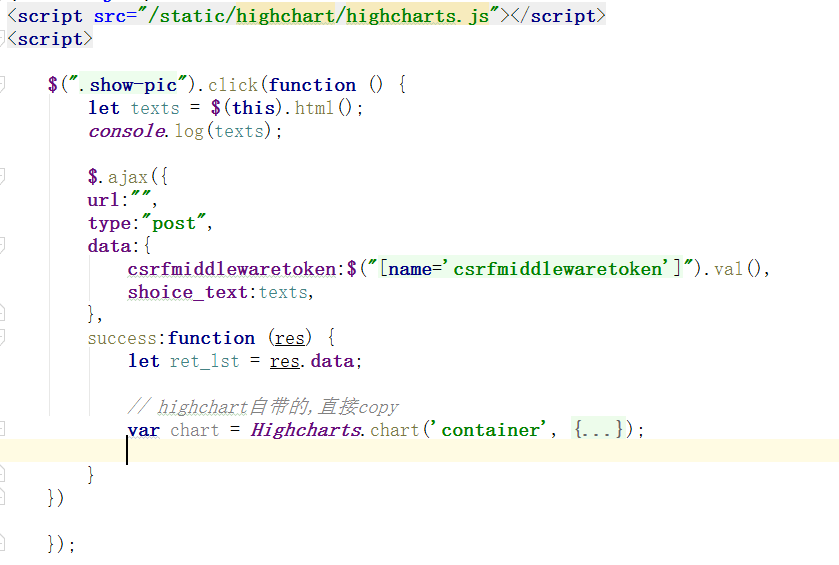 <script src="/static/highchart/highcharts.js"></script>
<script>
$(".show-pic").click(function () {
let texts = $(this).html();
console.log(texts);
$.ajax({
url:"",
type:"post",
data:{
csrfmiddlewaretoken:$("[name='csrfmiddlewaretoken']").val(),
shoice_text:texts,
},
success:function (res) {
let ret_lst = res.data;
// highchart自带的,直接copy
var chart = Highcharts.chart('container', {...});
}
})
});